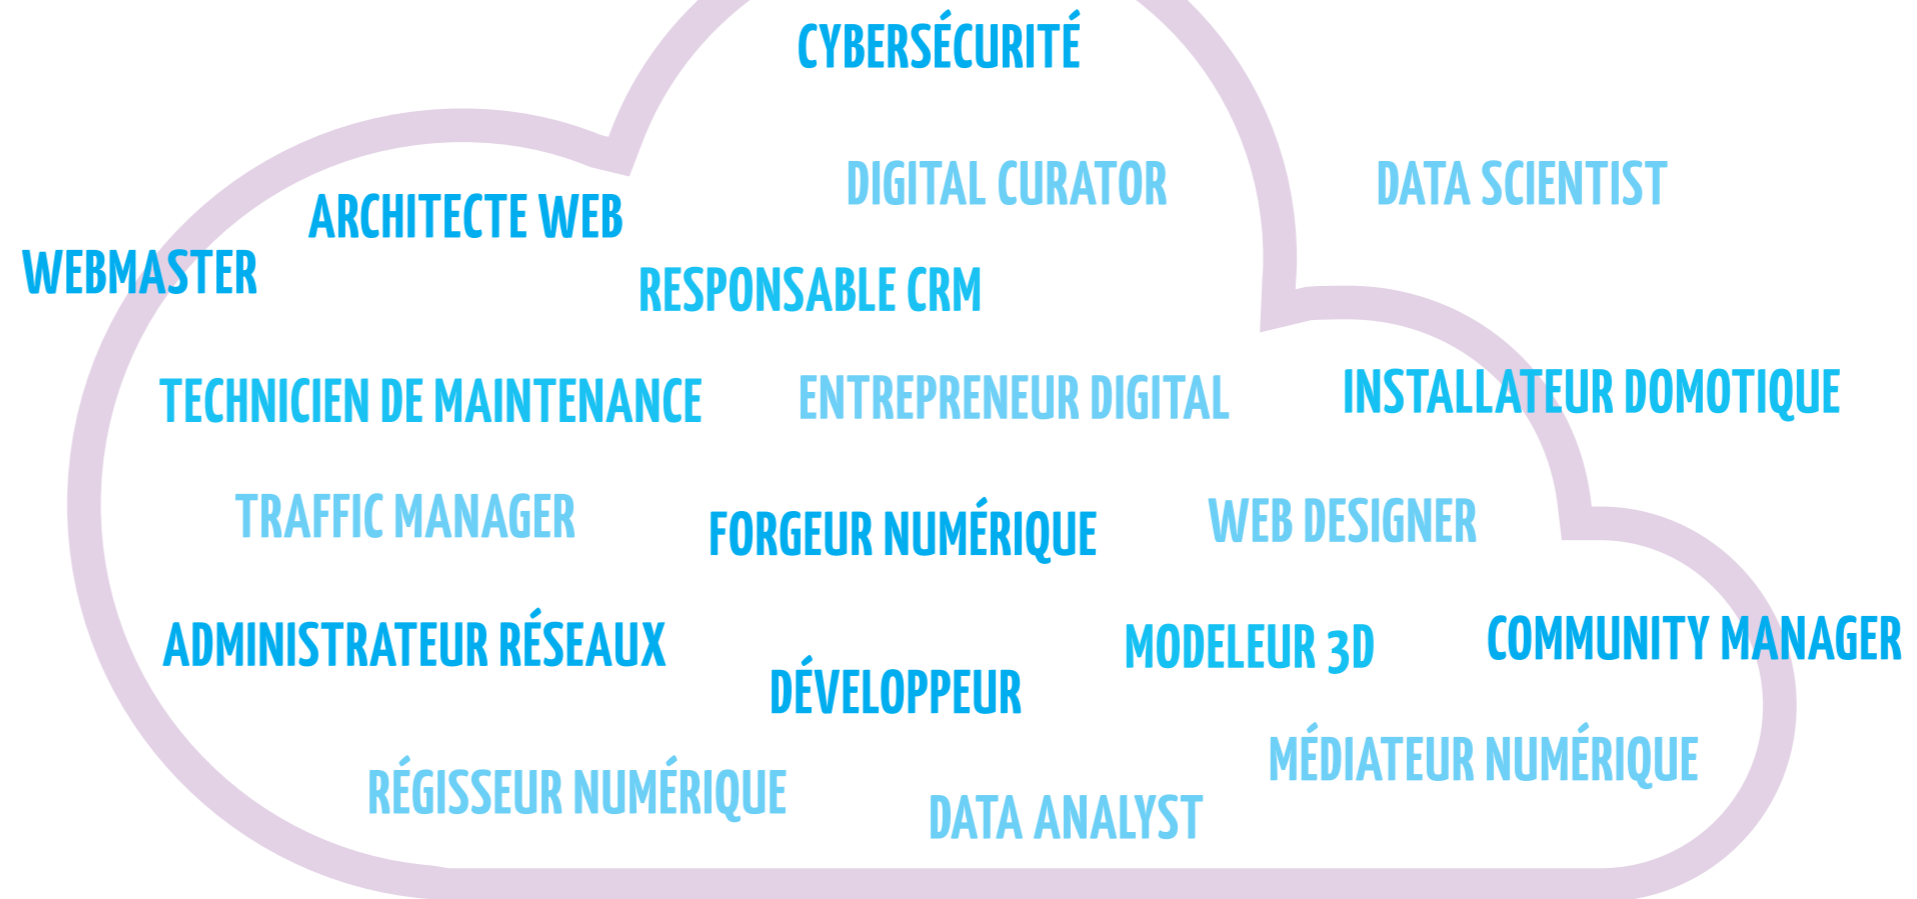 CYBERSÉCURITÉ
DIGITAL CURATOR
DATA SCIENTIST
ARCHITECTE WEB
WEBMASTER
RESPONSABLE CRM
TECHNICIEN DE MAINTENANCE
ENTREPRENEUR DIGITAL
INSTALLATEUR DOMOTIQUE
TRAFFIC MANAGER
FORGEUR NUMÉRIQUE
WEB DESIGNER
ADMINISTRATEUR RÉSEAUX
MODELEUR 3D
COMMUNITY MANAGER
DÉVELOPPEUR
MÉDIATEUR NUMÉRIQUE
RÉGISSEUR NUMÉRIQUE
DATA ANALYST